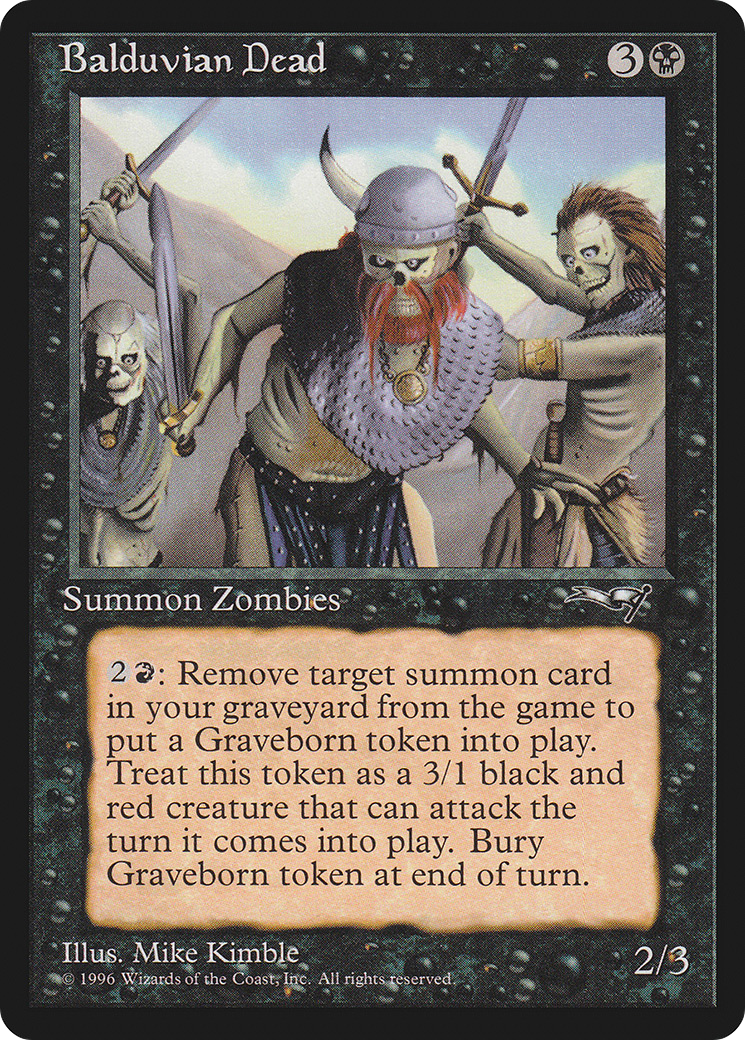 Balduvian Dead 3
Summon Zombies
2 : Remove target summon card
in your graveyard from the game to
put a Graveborn token into play.
Treat this token as a 3/1 black and
red creature that can attack the
turn it comes into play. Bury
Graveborn token at end of turn.
Illus. Mike Kimble
© 1996 Wizards of the Coast, Inc. All rights reserved.
2/3